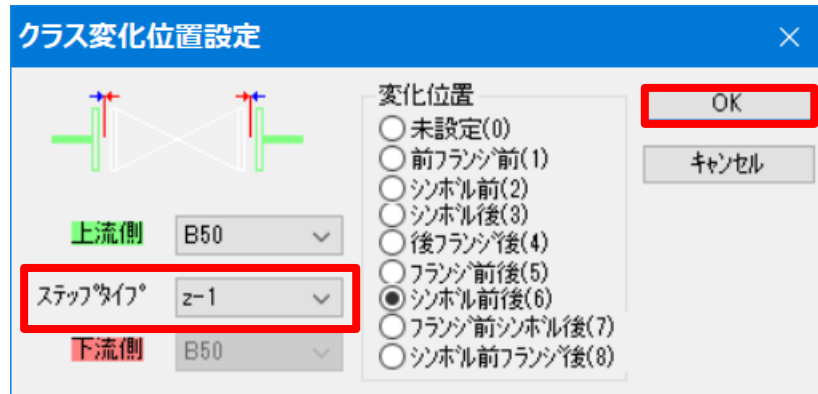 クラス変化位置設定
変化位置
未設定(0)
前フランジ前(1)
シンボル前(2)
シンボル後(3)
後フランジ後(4)
フランジ前後(5)
シンボル前後(6)
フランジ前シンボル後(7)
シンボル前フランジ後(8)
OK
キャンセル
上流側 B50
ステップタイプ z-1
下流側 B50